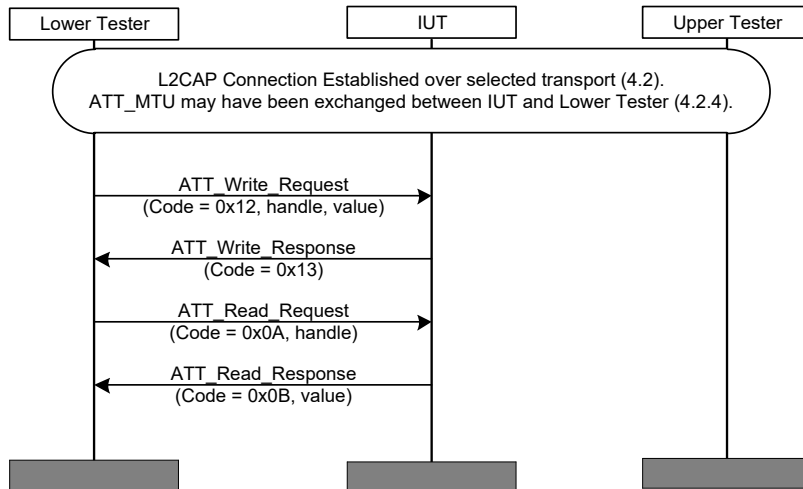 Lower Tester
IUT
Upper Tester
L2CAP Connection Established over selected transport (4.2).
ATT_MTU may have been exchanged between IUT and Lower Tester (4.2.4).
ATT_Write_Request
(Code = 0x12, handle, value)
ATT_Write_Response
(Code = 0x13)
ATT_Read_Request
(Code = 0x0A, handle)
ATT_Read_Response
(Code = 0x0B, value)